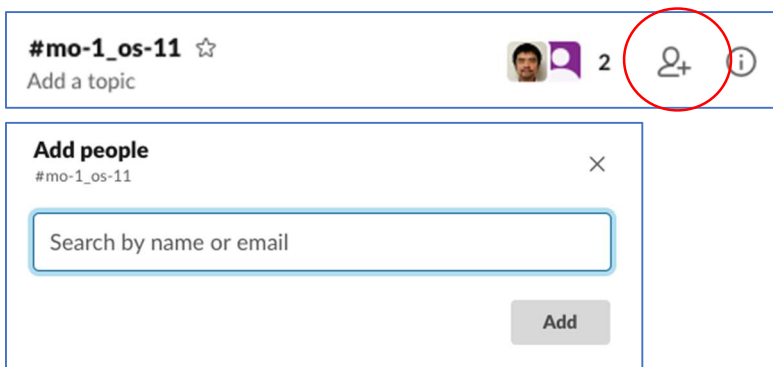 #mo-1_os-11
2
Add a topic
Add people
#mo-1_os-11
Search by name or email
Add